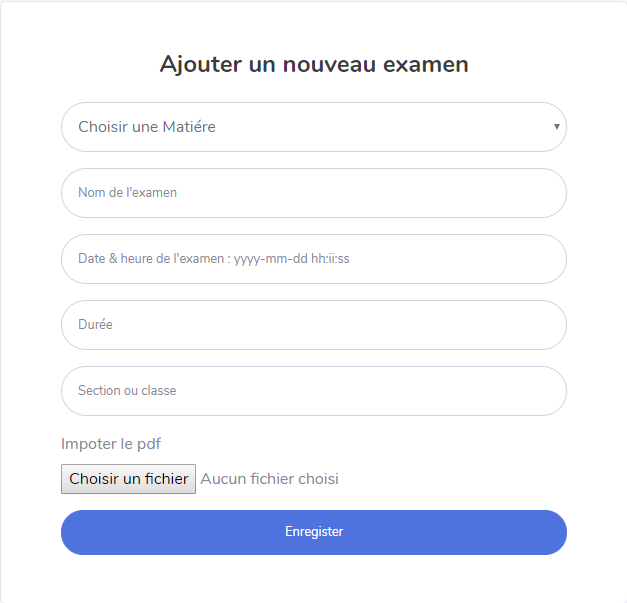 Ajouter un nouveau examen
Choisir une Matiére
Nom de l'examen
Date & heure de l'examen : yyyy-mm-dd hh:ii:ss
Durée
Section ou classe
Impoter le pdf
Choisir un fichier Aucun fichier choisi
Enregister